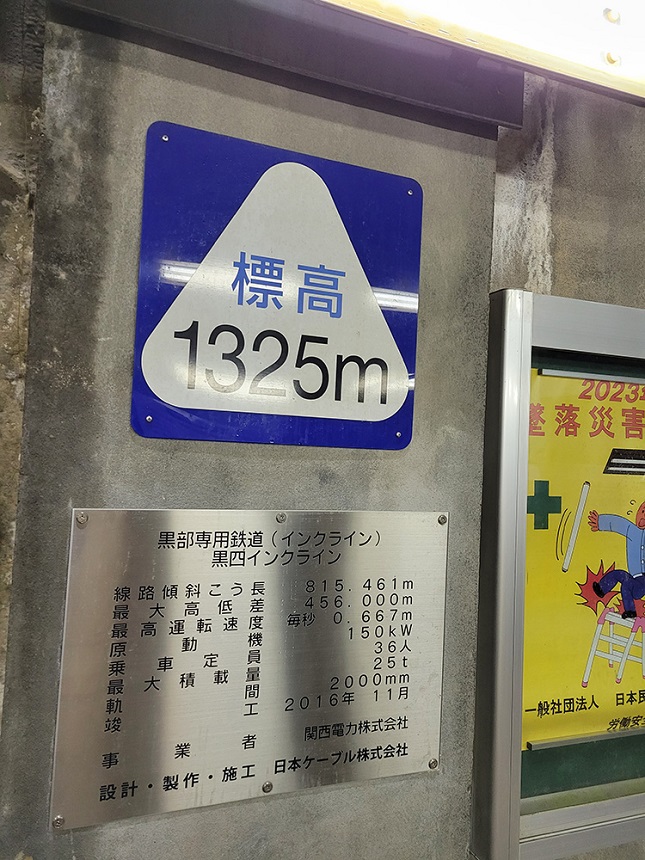 標高
1325m
黒部専用鉄道(インクライン)
黒四インクライン
線路傾斜こう長 815.461m
最大高低差 456.000m
最高運転速度 毎秒 0.667m
原動機 150kW
乗車定員 36人
最大積載量 25t
軌間 2000mm
竣工 2016年 11月
事業者 関西電力株式会社
設計・製作・施工 日本ケーブル株式会社
2023
墜落災害
一般社団法人 日本
労働安